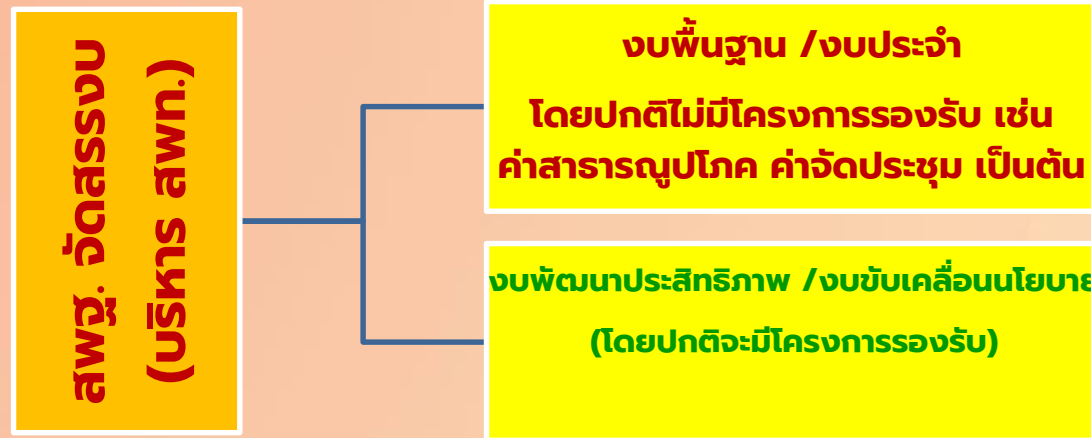 สพฐ. จัดสรรงบ
(บริหาร สพท.)
งบพื้นฐาน /งบประจำ
โดยปกติไม่มีโครงการรองรับ เช่น
ค่าสาธารณูปโภค ค่าจัดประชุม เป็นต้น
งบพัฒนาประสิทธิภาพ /งบขับเคลื่อนนโยบาย
(โดยปกติจะมีโครงการรองรับ)